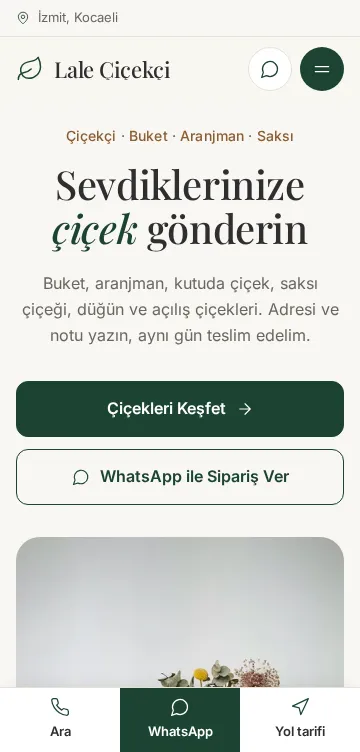 İzmit, Kocaeli
Lale Çiçekçi
Çiçekçi · Buket · Aranjman · Saksı
Sevdiklerinize
çiçek gönderin
Buket, aranjman, kutuda çiçek, saksı
çiçeği, düğün ve açılış çiçekleri. Adresi ve
notu yazın, aynı gün teslim edelim.
Çiçekleri Keşfet
WhatsApp ile Sipariş Ver
Ara
WhatsApp
Yol tarifi